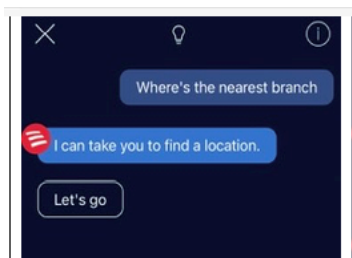 Where's the nearest branch
I can take you to find a location.
Let's go